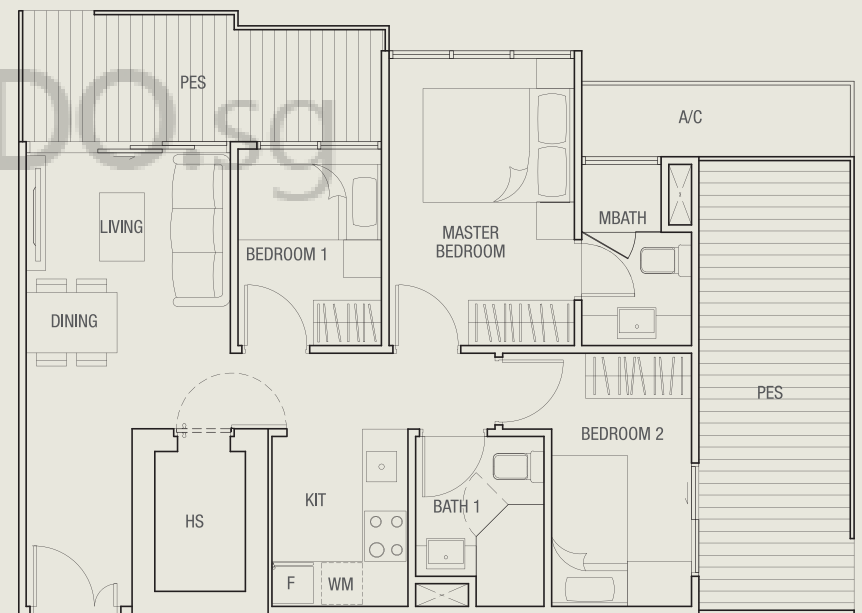 DO.sg
PES
A/C
LIVING
MBATH
MASTER
BEDROOM
BEDROOM 1
DINING
PES
BEDROOM 2
KIT
BATH 1
HS
F
WM